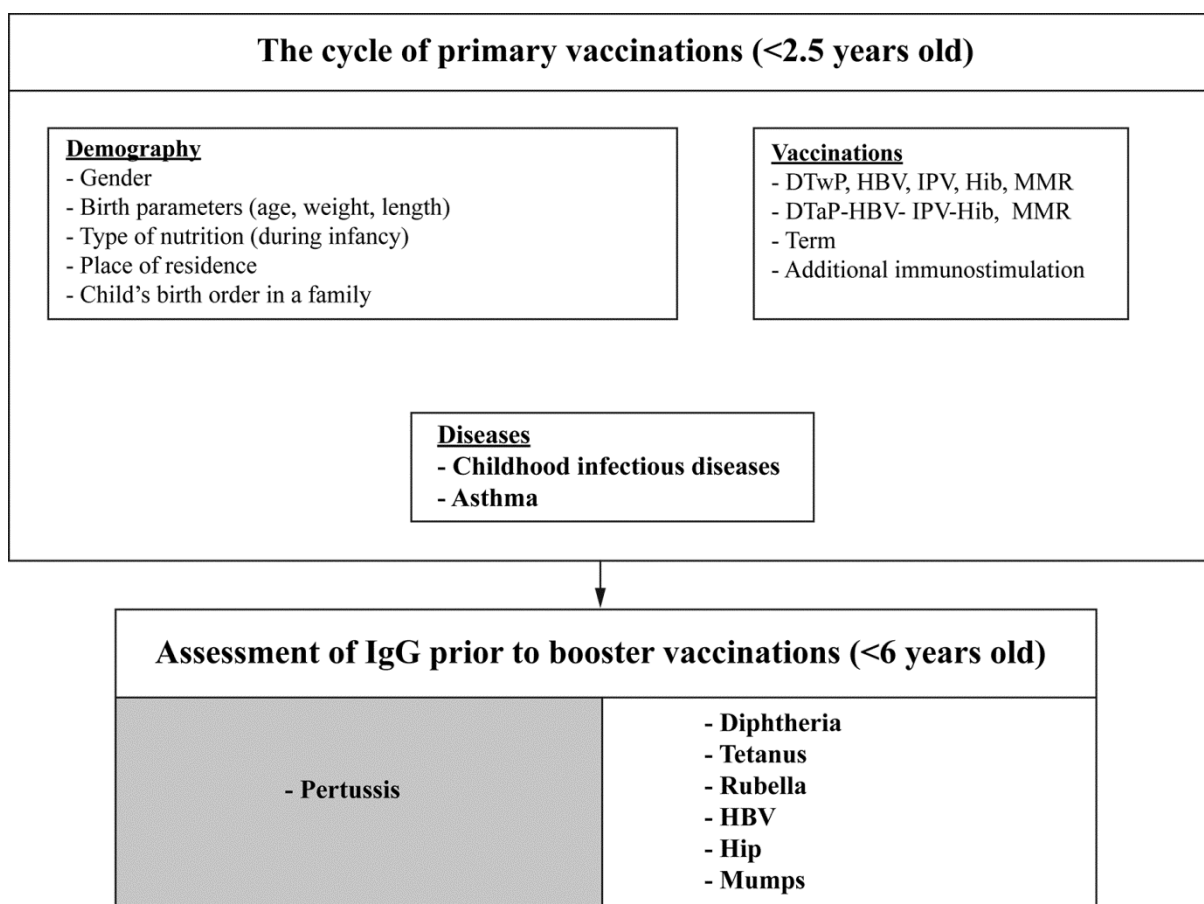 The cycle of primary vaccinations (<2.5 years old)
Demography
- Gender
- Birth parameters (age, weight, length)
- Type of nutrition (during infancy)
- Place of residence
- Child’s birth order in a family
Vaccinations
- DTwP, HBV, IPV, Hib, MMR
- DTaP-HBV- IPV-Hib, MMR
- Term
- Additional immunostimulation
Diseases
- Childhood infectious diseases
- Asthma
Assessment of IgG prior to booster vaccinations (<6 years old)
- Pertussis
- Diphtheria
- Tetanus
- Rubella
- HBV
- Hip
- Mumps